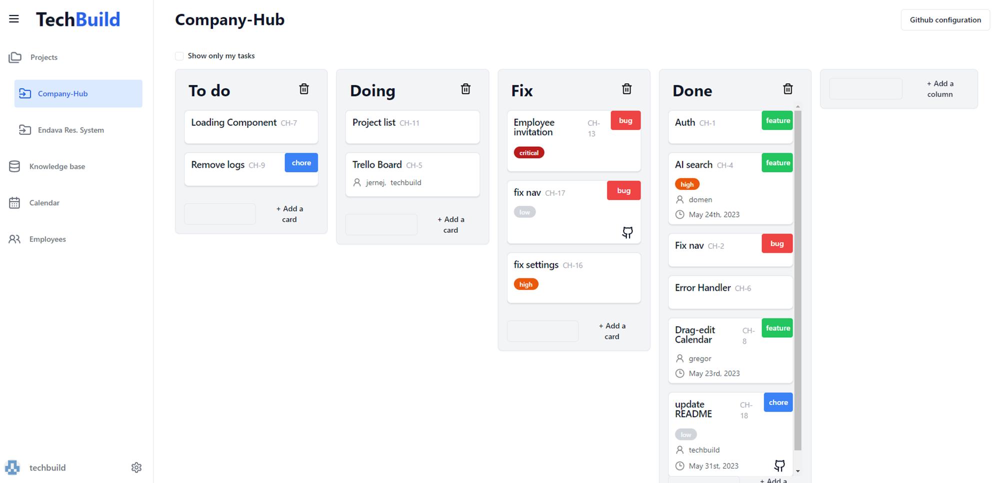 TechBuild
Projects
Company-Hub
Endava Res. System
Knowledge base
Calendar
Employees
techbuild
Company-Hub
Github configuration
Show only my tasks
To do
Loading Component CH-7
Remove logs CH-9
chore
+ Add a
card
Doing
Project list CH-11
Trello Board CH-5
jernej, techbuild
+ Add a
card
Fix
Employee
invitation
CH-
13
bug
critical
fix nav CH-17
bug
low
fix settings CH-16
high
+ Add a
card
Done
Auth CH-1
feature
AI search CH-4
feature
high
domen
May 24th, 2023
Fix nav CH-2
bug
Error Handler CH-6
Drag-edit
Calendar
CH-
8
feature
gregor
May 23rd, 2023
update
README
CH-
18
chore
low
techbuild
May 31st, 2023
+ Add a
+ Add a
column